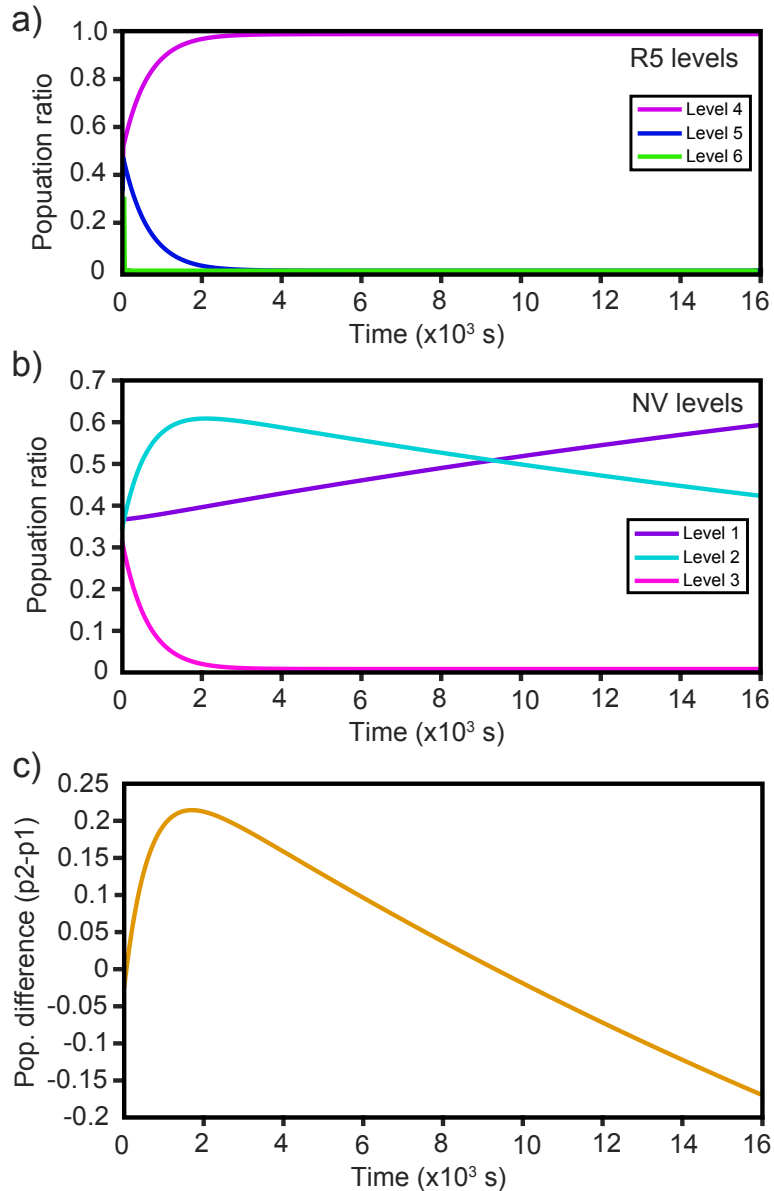 a)
1.0
0.8
0.6
0.4
0.2
0
Popuation ratio
R5 levels
Level 4
Level 5
Level 6
0 2 4 6 8 10 12 14 16
Time (x10³ s)
b)
0.7
0.6
0.5
0.4
0.3
0.2
0.1
0
Popuation ratio
NV levels
Level 1
Level 2
Level 3
0 2 4 6 8 10 12 14 16
Time (x10³ s)
c)
0.25
0.2
0.15
0.1
0.05
0
-0.05
-0.1
-0.15
-0.2
Pop. difference (p2-p1)
0 2 4 6 8 10 12 14 16
Time (x10³ s)